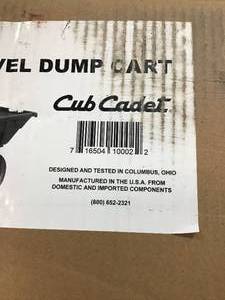 VEL DUMP CART
Cub Cadet
7 16504 10002 2
DESIGNED AND TESTED IN COLUMBUS, OHIO
MANUFACTURED IN THE U.S.A. FROM
DOMESTIC AND IMPORTED COMPONENTS
(800) 652-2321